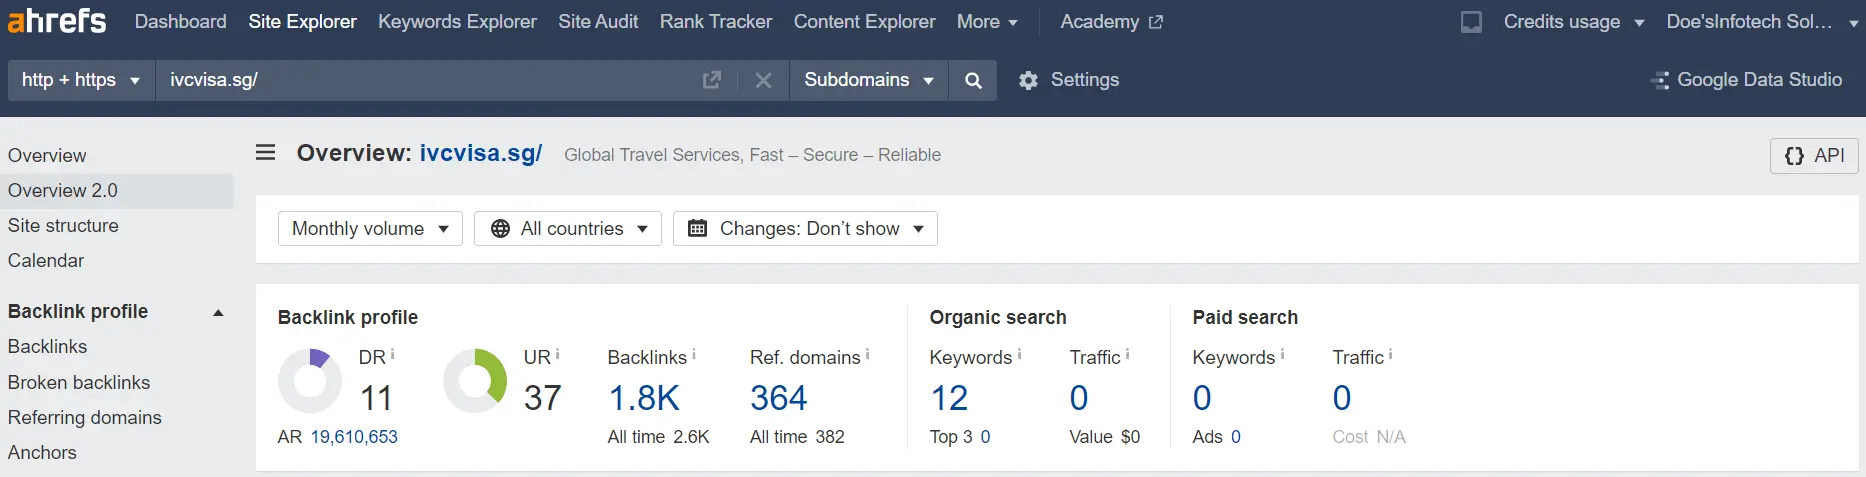 ahrefs Dashboard Site Explorer Keywords Explorer Site Audit Rank Tracker Content Explorer More Academy Credits usage Doe'sInfotech Sol...
http + https ivcvisa.sg/ Subdomains Settings Google Data Studio
Overview
Overview 2.0
Site structure
Calendar
Backlink profile
Backlinks
Broken backlinks
Referring domains
Anchors
Overview: ivcvisa.sg/ Global Travel Services, Fast – Secure – Reliable API
Monthly volume All countries Changes: Don't show
Backlink profile Organic search Paid search
DR i UR i Backlinks i Ref. domains i Keywords i Traffic i Keywords i Traffic i
11 37 1.8K 364 12 0 0 0
AR 19,610,653 All time 2.6K All time 382 Top 3 0 Value $0 Ads 0 Cost N/A